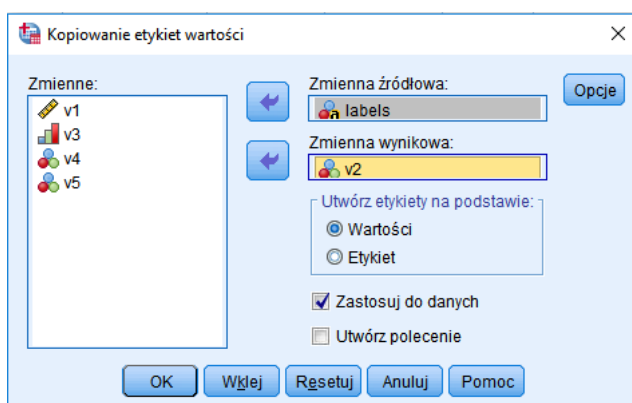 Kopiowanie etykiet wartości
Zmienne:
v1
v3
v4
v5
Zmienna źródłowa:
labels
Zmienna wynikowa:
v2
Opcje
Utwórz etykiety na podstawie:
Wartości
Etykiet
Zastosuj do danych
Utwórz polecenie
OK Wklej Resetuj Anuluj Pomoc